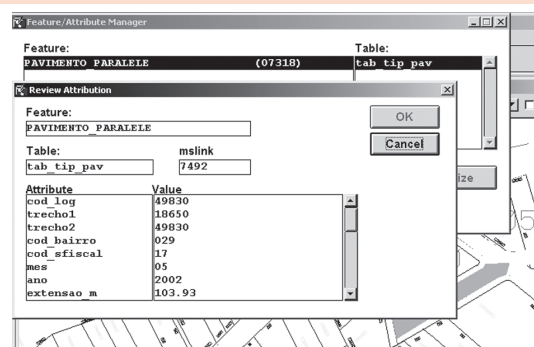 Feature/Attribute Manager
Feature: Table:
PAVIMENTO_PARALELE (07318) tab_tip_pav
Review Attribution
Feature:
PAVIMENTO_PARALELE
OK
Table: mslink
Cancel
tab_tip_pav 7492
ize
Attribute Value
cod_log 49830
trecho1 18650
trecho2 49830
cod_bairro 029
cod_sfiscal 17
mes 05
ano 2002
extensao_m 103.93